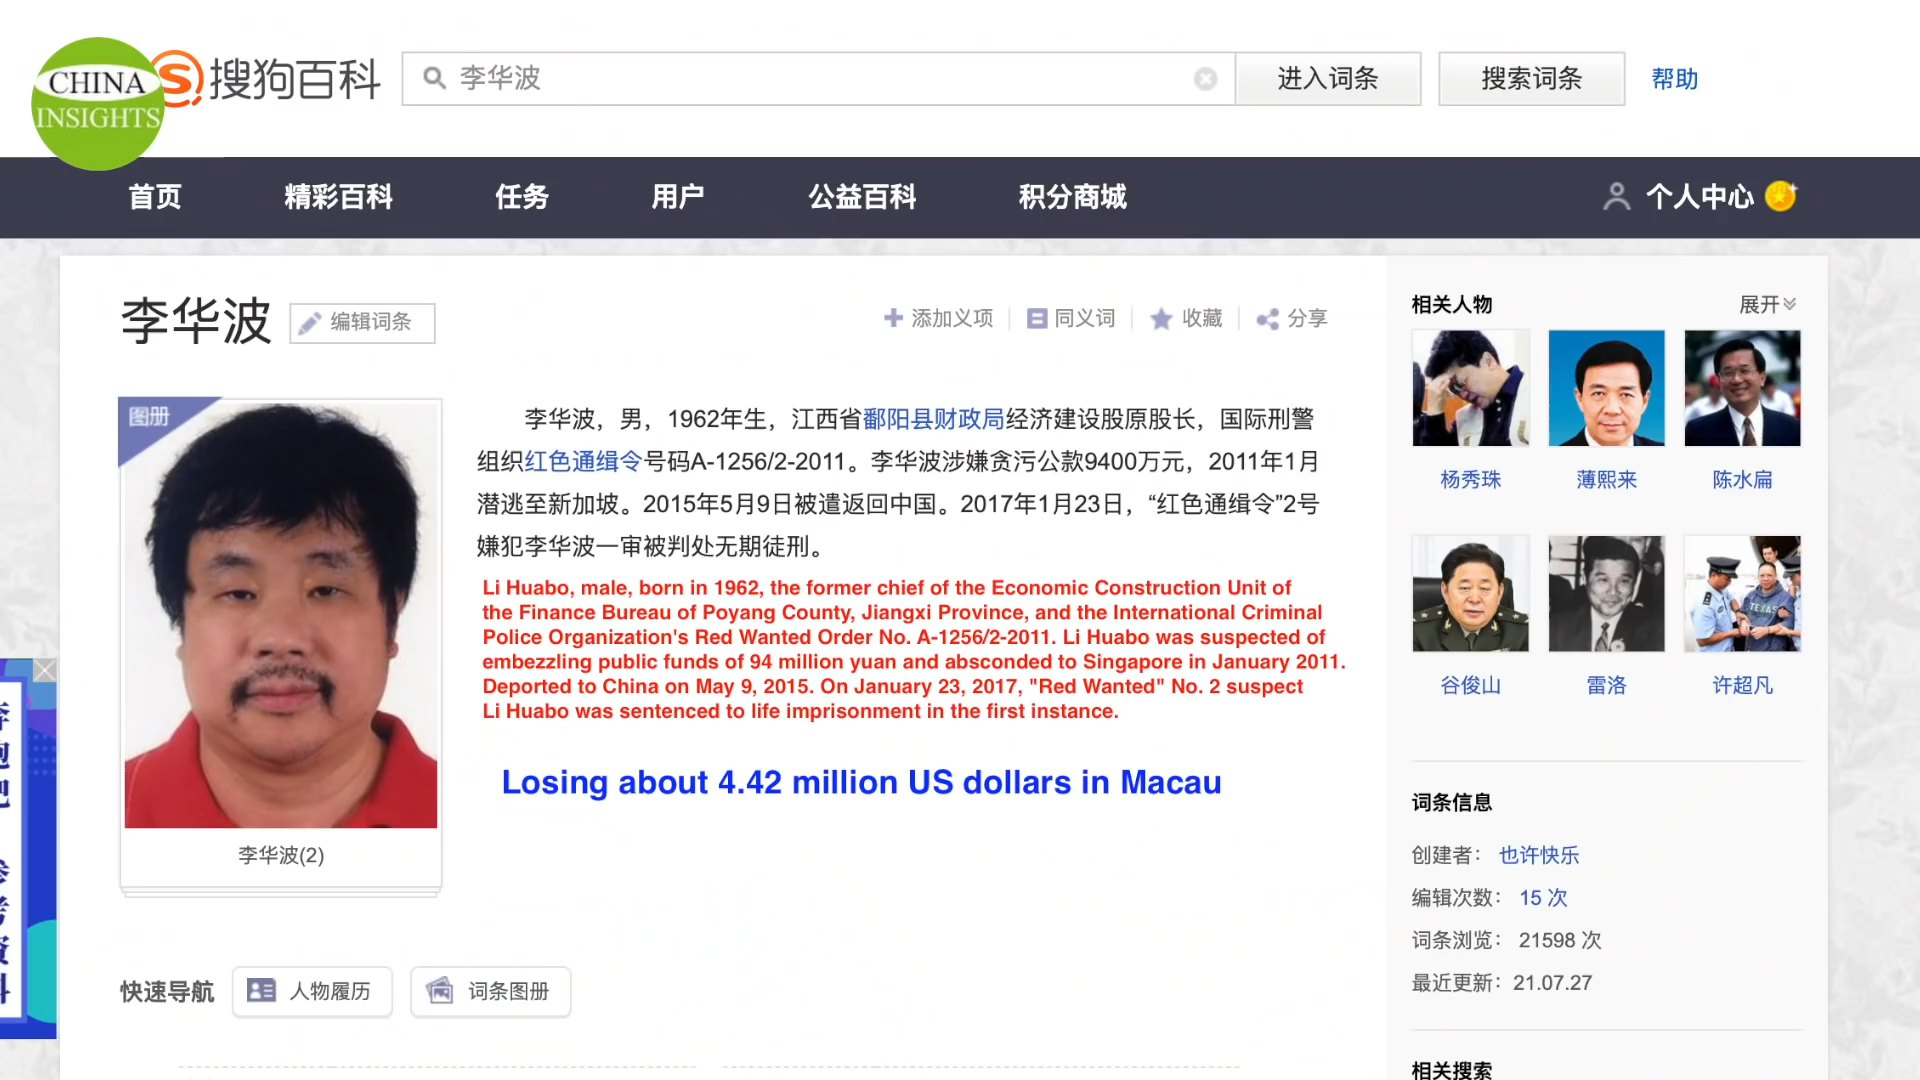 CHINA
INSIGHTS
搜狗百科
李华波
进入词条
搜索词条
帮助
首页
精彩百科
任务
用户
公益百科
积分商城
个人中心
李华波
编辑词条
添加义项
同义词
收藏
分享
图册
李华波(2)
李华波，男，1962年生，江西省鄱阳县财政局经济建设股原股长，国际刑警
组织红色通缉令号码A-1256/2-2011。李华波涉嫌贪污公款9400万元，2011年1月
潜逃至新加坡。2015年5月9日被遣返回中国。2017年1月23日，“红色通缉令”2号
嫌犯李华波一审被判处无期徒刑。
Li Huabo, male, born in 1962, the former chief of the Economic Construction Unit of
the Finance Bureau of Poyang County, Jiangxi Province, and the International Criminal
Police Organization's Red Wanted Order No. A-1256/2-2011. Li Huabo was suspected of
embezzling public funds of 94 million yuan and absconded to Singapore in January 2011.
Deported to China on May 9, 2015. On January 23, 2017, "Red Wanted" No. 2 suspect
Li Huabo was sentenced to life imprisonment in the first instance.
Losing about 4.42 million US dollars in Macau
快速导航
人物履历
词条图册
相关人物
展开
杨秀珠
薄熙来
陈水扁
TEXAS
谷俊山
雷洛
许超凡
词条信息
创建者： 也许快乐
编辑次数： 15 次
词条浏览： 21598 次
最近更新：21.07.27
相关搜索
参考资料